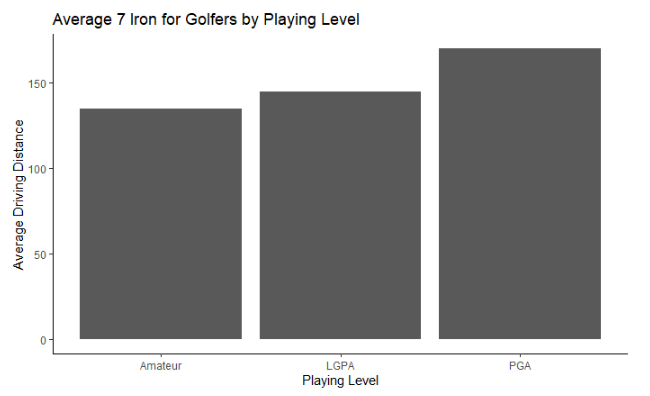 Average 7 Iron for Golfers by Playing Level
Average Driving Distance
150
100
50
0
Amateur
LGPA
PGA
Playing Level